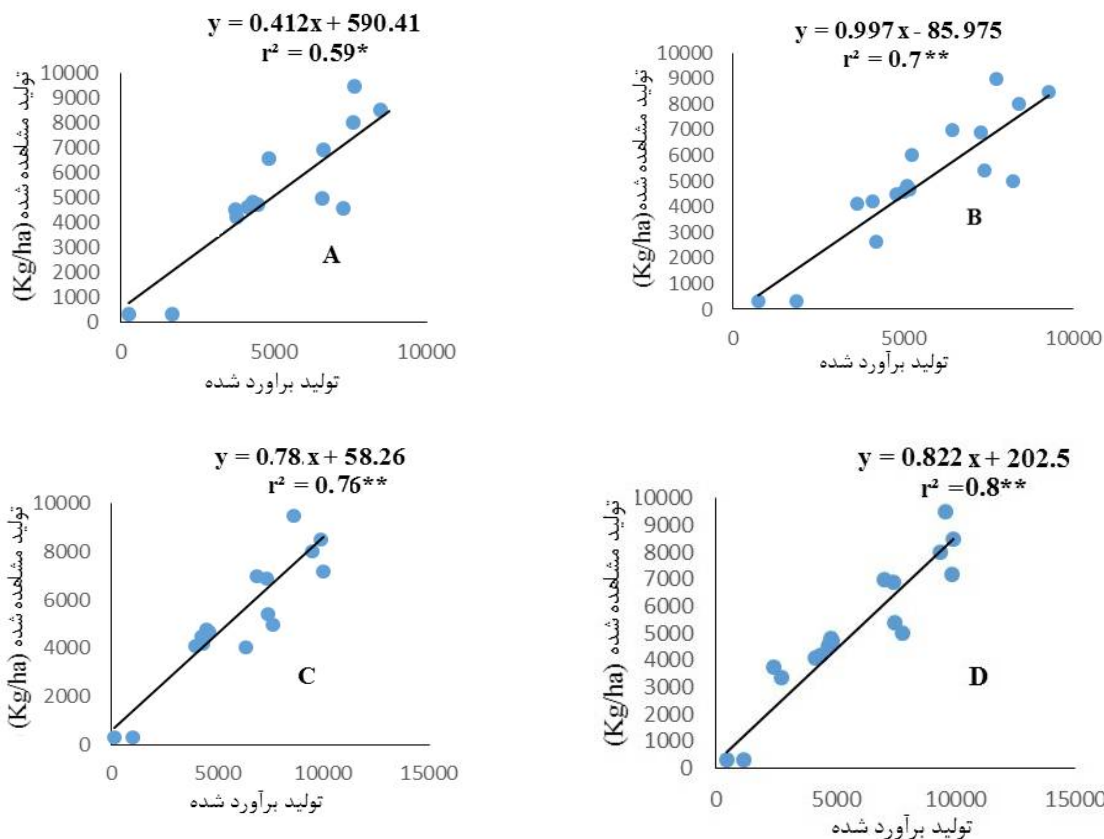 y = 0.412x + 590.41
r² = 0.59*
تولید مشاهده شده (Kg/ha)
10000
9000
8000
7000
6000
5000
4000
3000
2000
1000
0
A
0 5000 10000
تولید براورد شده
y = 0.997 x - 85.975
r² = 0.7**
تولید مشاهده شده (Kg/ha)
10000
9000
8000
7000
6000
5000
4000
3000
2000
1000
0
B
0 5000 10000
تولید برآورد شده
y = 0.78.x + 58.26
r² = 0.76**
تولید مشاهده شده (Kg/ha)
10000
8000
6000
4000
2000
0
C
0 5000 10000 15000
تولید برآورد شده
y = 0.822 x + 202.5
r² =0.8**
تولید مشاهده شده (Kg/ha)
10000
9000
8000
7000
6000
5000
4000
3000
2000
1000
0
D
0 5000 10000 15000
تولید برآورد شده